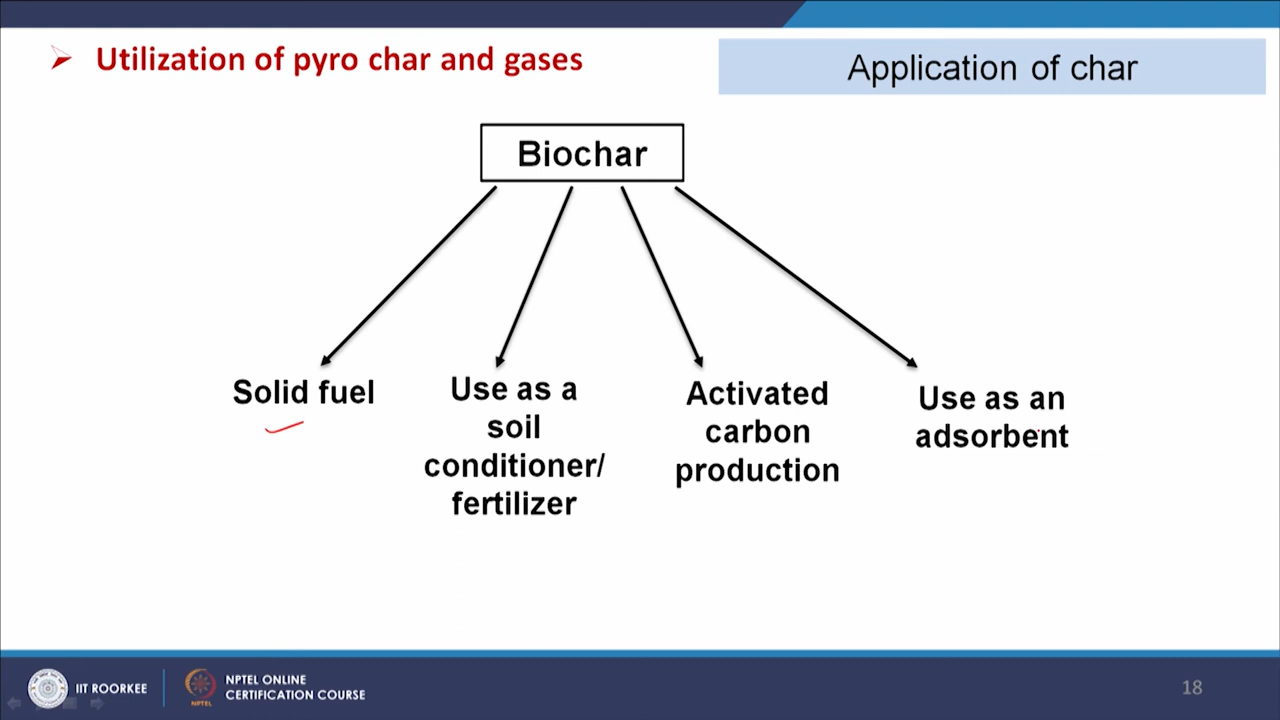 Utilization of pyro char and gases
Application of char
Biochar
Solid fuel
Use as a
soil
conditioner/
fertilizer
Activated
carbon
production
Use as an
adsorbent
IIT ROORKEE
NPTEL
NPTEL ONLINE
CERTIFICATION COURSE
18